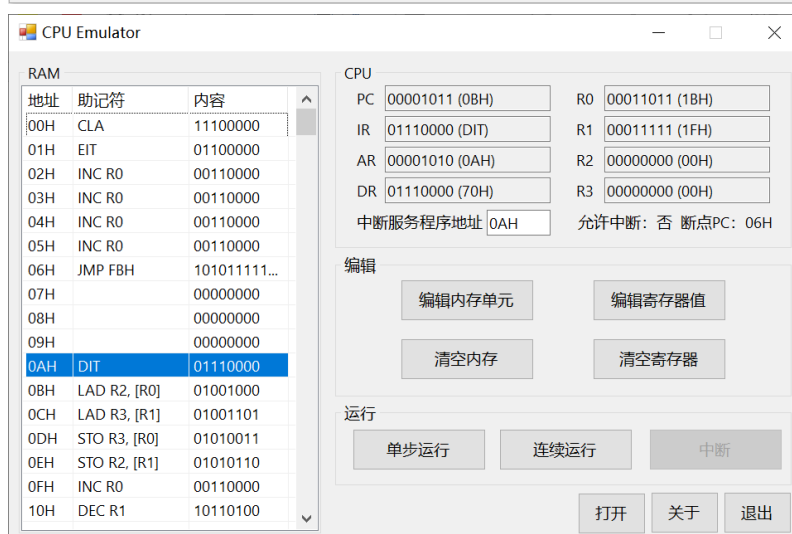 CPU Emulator
RAM
地址 助记符 内容
00H CLA 11100000
01H EIT 01100000
02H INC R0 00110000
03H INC R0 00110000
04H INC R0 00110000
05H INC R0 00110000
06H JMP FBH 101011111...
07H 00000000
08H 00000000
09H 00000000
0AH DIT 01110000
0BH LAD R2, [R0] 01001000
0CH LAD R3, [R1] 01001101
0DH STO R3, [R0] 01010011
0EH STO R2, [R1] 01010110
0FH INC R0 00110000
10H DEC R1 10110100
CPU
PC 00001011 (0BH) R0 00011011 (1BH)
IR 01110000 (DIT) R1 00011111 (1FH)
AR 00001010 (0AH) R2 00000000 (00H)
DR 01110000 (70H) R3 00000000 (00H)
中断服务程序地址 0AH 允许中断：否 断点PC：06H
编辑
编辑内存单元 编辑寄存器值
清空内存 清空寄存器
运行
单步运行 连续运行 中断
打开 关于 退出